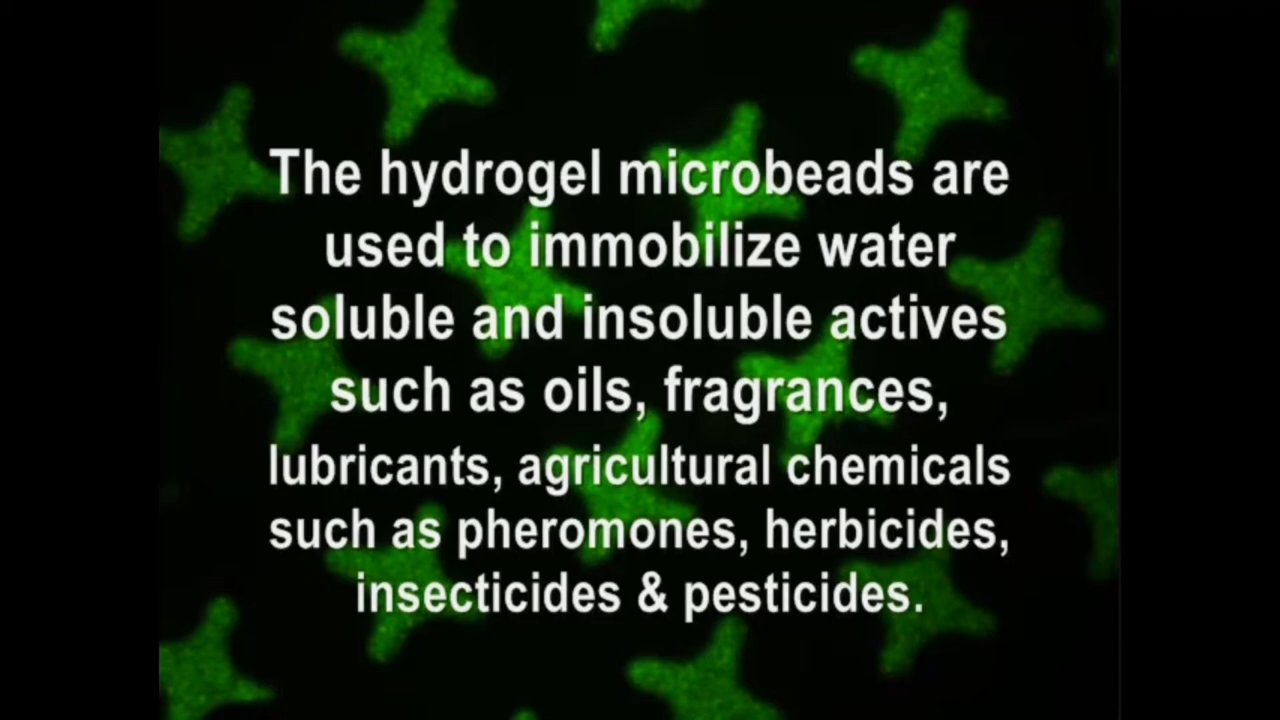 The hydrogel microbeads are
used to immobilize water
soluble and insoluble actives
such as oils, fragrances,
lubricants, agricultural chemicals
such as pheromones, herbicides,
insecticides & pesticides.